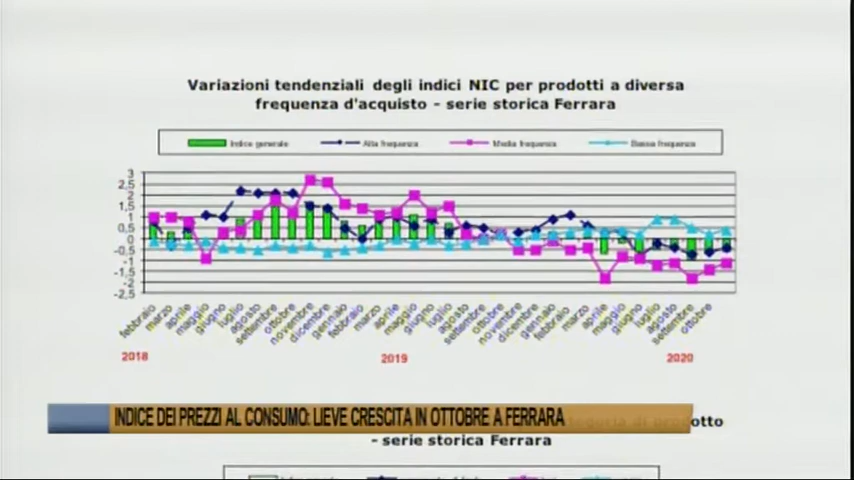 Variazioni tendenziali degli indici NIC per prodotti a diversa
frequenza d'acquisto - serie storica Ferrara
Indice generale Alta frequenza Media frequenza Bassa frequenza
3
2,5
2
1,5
1
0,5
0
-0,5
-1
-1,5
-2
-2,5
febbraio marzo aprile maggio giugno luglio agosto settembre ottobre novembre dicembre gennaio febbraio marzo aprile maggio giugno luglio agosto settembre ottobre novembre dicembre gennaio febbraio marzo aprile maggio giugno luglio agosto settembre ottobre
2018 2019 2020
INDICE DEI PREZZI AL CONSUMO: LIEVE CRESCITA IN OTTOBRE A FERRARA
- serie storica Ferrara